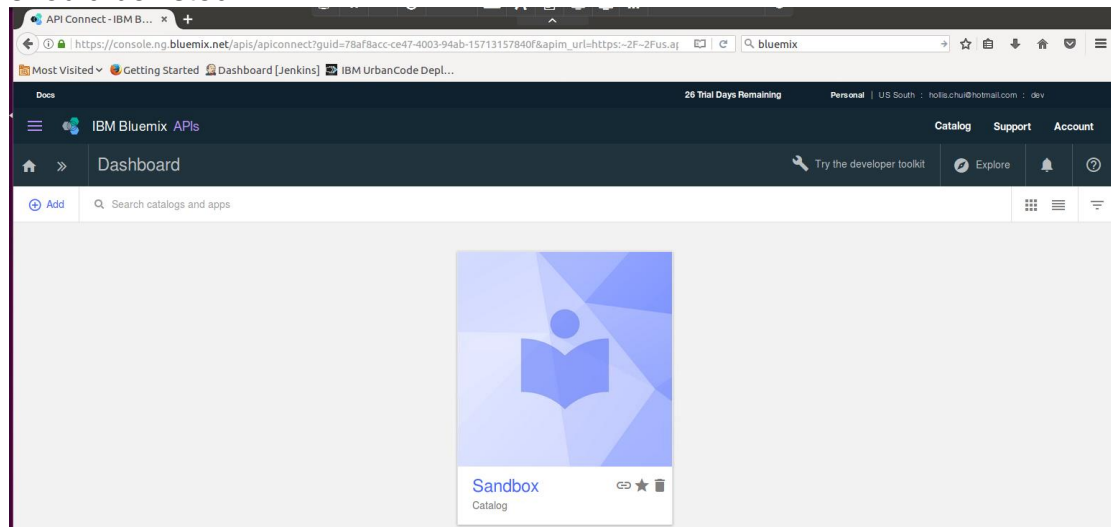 API Connect - IBM B... × +
https://console.ng.bluemix.net/apis/apiconnect?guid=78af8acc-ce47-4003-94ab-15713157840f&apim_url=https:~2F~2Fus.ap bluemix
Most Visited Getting Started Dashboard [Jenkins] IBM UrbanCode Depl...
Docs 26 Trial Days Remaining Personal | US South : hollis.chui@hotmail.com : dev
IBM Bluemix APIs Catalog Support Account
Dashboard Try the developer toolkit Explore
Add Search catalogs and apps
Sandbox
Catalog